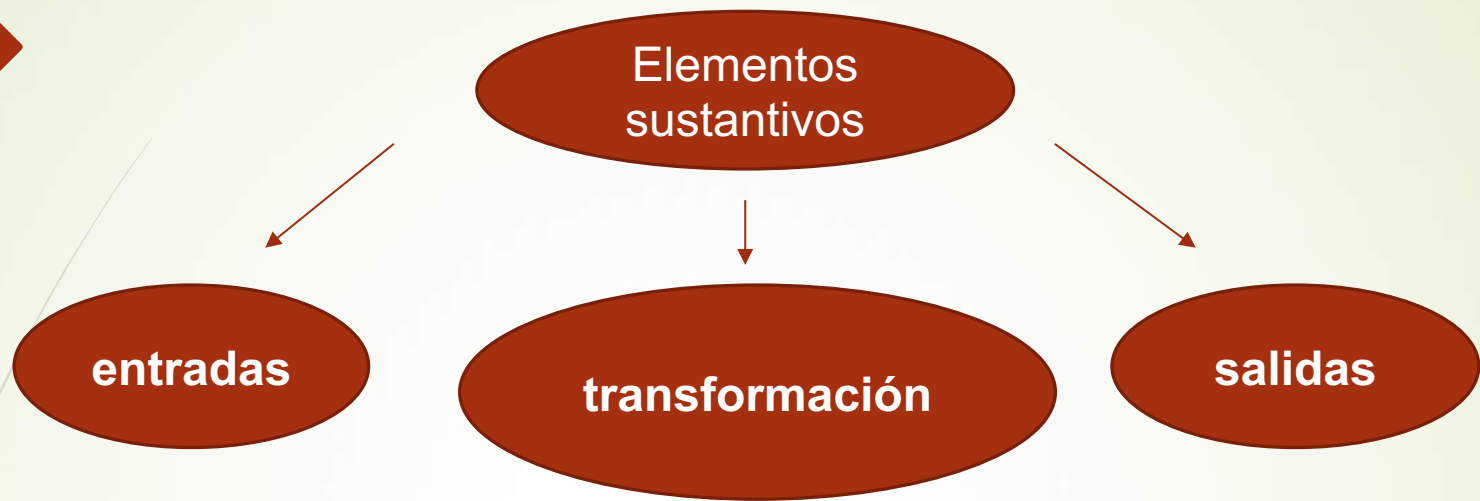 Elementos
sustantivos
entradas
transformación
salidas